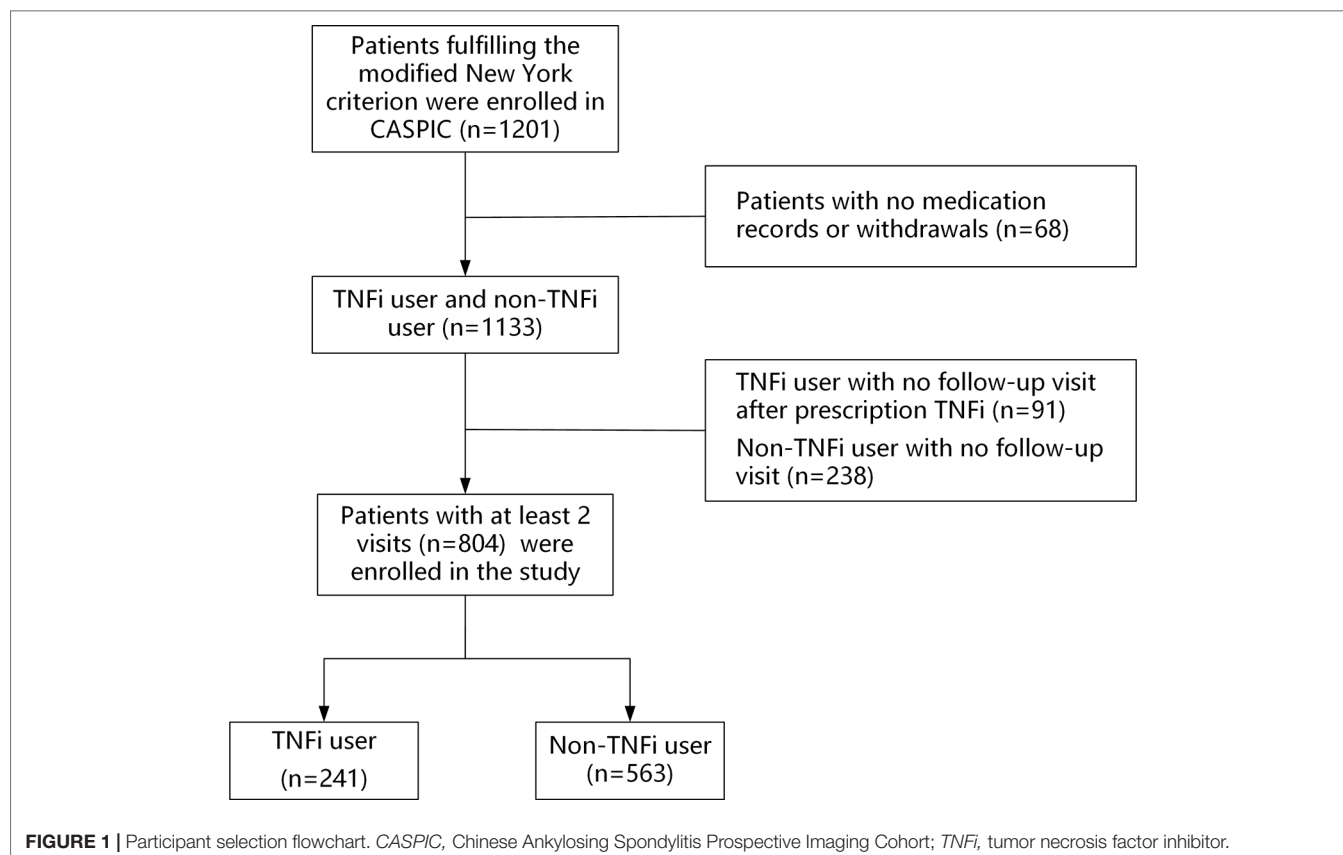 Patients fulfilling the
modified New York
criterion were enrolled in
CASPIC (n=1201)
Patients with no medication
records or withdrawals (n=68)
TNFi user and non-TNFi
user (n=1133)
TNFi user with no follow-up visit
after prescription TNFi (n=91)
Non-TNFi user with no follow-up
visit (n=238)
Patients with at least 2
visits (n=804) were
enrolled in the study
TNFi user
(n=241)
Non-TNFi user
(n=563)
FIGURE 1 | Participant selection flowchart. CASPIC, Chinese Ankylosing Spondylitis Prospective Imaging Cohort; TNFi, tumor necrosis factor inhibitor.